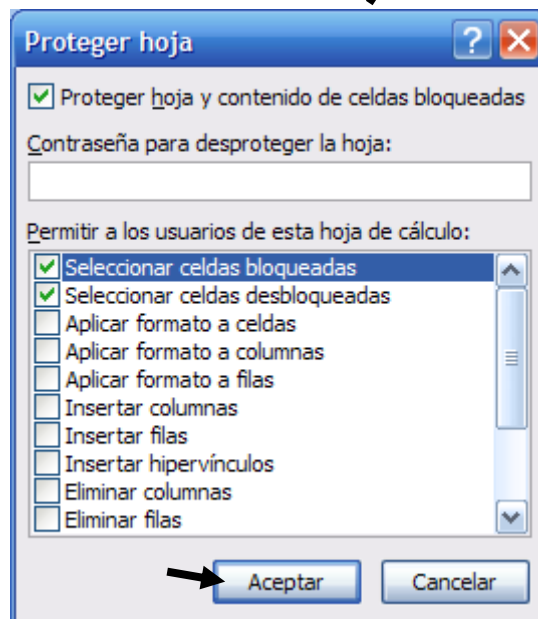 Proteger hoja
Proteger hoja y contenido de celdas bloqueadas
Contraseña para desproteger la hoja:
Permitir a los usuarios de esta hoja de cálculo:
Seleccionar celdas bloqueadas
Seleccionar celdas desbloqueadas
Aplicar formato a celdas
Aplicar formato a columnas
Aplicar formato a filas
Insertar columnas
Insertar filas
Insertar hipervínculos
Eliminar columnas
Eliminar filas
Aceptar Cancelar